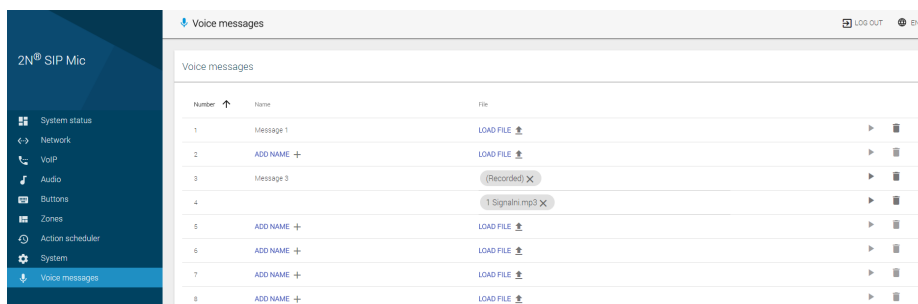 Voice messages
LOG OUT
2N® SIP Mic
Voice messages
Number Name File
System status
1 Message 1 LOAD FILE
Network
2 ADD NAME + LOAD FILE
VoIP
Audio
3 Message 3 (Recorded) X
Buttons
4 1 Signalni.mp3 X
Zones
5 ADD NAME + LOAD FILE
Action scheduler
6 ADD NAME + LOAD FILE
System
Voice messages
7 ADD NAME + LOAD FILE
8 ADD NAME + LOAD FILE